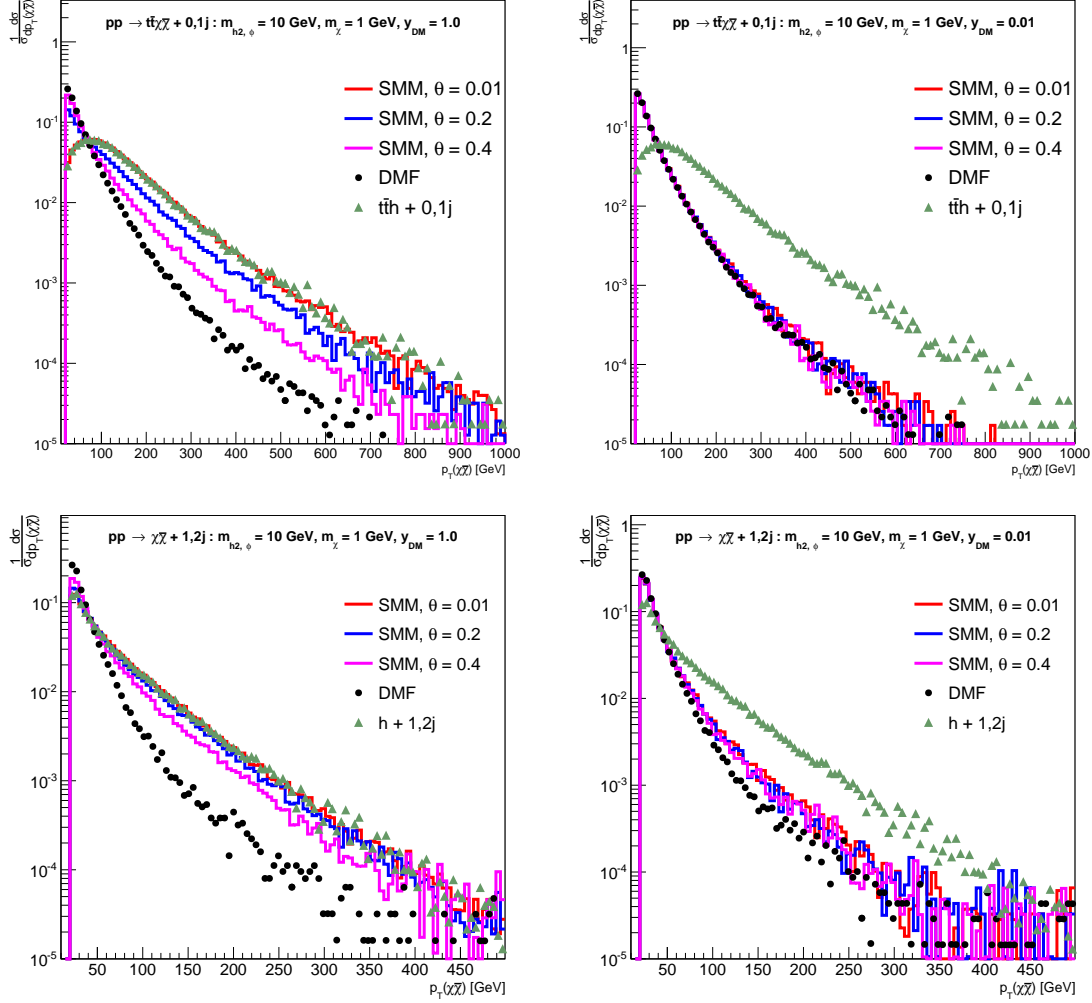 pp → tt̄χχ̄ + 0,1j : m_h2, ϕ = 10 GeV, m_χ = 1 GeV, y_DM = 1.0
1/σ dσ/dp_T(χχ̄)
SMM, θ = 0.01
SMM, θ = 0.2
SMM, θ = 0.4
DMF
tt̄h + 0,1j
1
10^-1
10^-2
10^-3
10^-4
10^-5
100 200 300 400 500 600 700 800 900 1000
p_T(χχ̄) [GeV]
pp → tt̄χχ̄ + 0,1j : m_h2, ϕ = 10 GeV, m_χ = 1 GeV, y_DM = 0.01
1/σ dσ/dp_T(χχ̄)
SMM, θ = 0.01
SMM, θ = 0.2
SMM, θ = 0.4
DMF
tt̄h + 0,1j
1
10^-1
10^-2
10^-3
10^-4
10^-5
100 200 300 400 500 600 700 800 900 1000
p_T(χχ̄) [GeV]
pp → χχ̄ + 1,2j : m_h2, ϕ = 10 GeV, m_χ = 1 GeV, y_DM = 1.0
1/σ dσ/dp_T(χχ̄)
SMM, θ = 0.01
SMM, θ = 0.2
SMM, θ = 0.4
DMF
h + 1,2j
10^-1
10^-2
10^-3
10^-4
10^-5
50 100 150 200 250 300 350 400 450
p_T(χχ̄) [GeV]
pp → χχ̄ + 1,2j : m_h2, ϕ = 10 GeV, m_χ = 1 GeV, y_DM = 0.01
1/σ dσ/dp_T(χχ̄)
SMM, θ = 0.01
SMM, θ = 0.2
SMM, θ = 0.4
DMF
h + 1,2j
1
10^-1
10^-2
10^-3
10^-4
10^-5
50 100 150 200 250 300 350 400 450
p_T(χχ̄) [GeV]